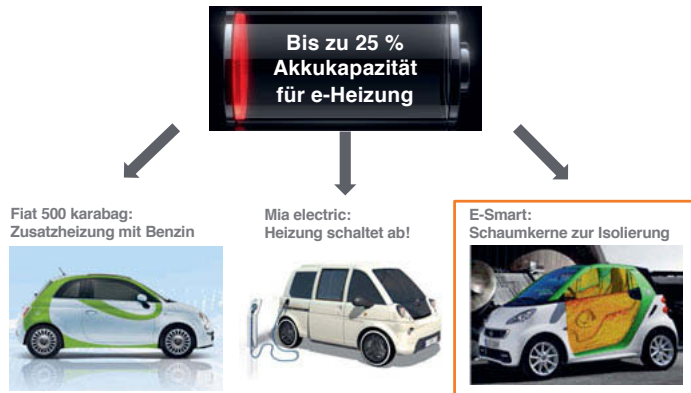 Bis zu 25 %
Akkukapazität
für e-Heizung
Fiat 500 karabag:
Zusatzheizung mit Benzin
Mia electric:
Heizung schaltet ab!
E-Smart:
Schaumkerne zur Isolierung